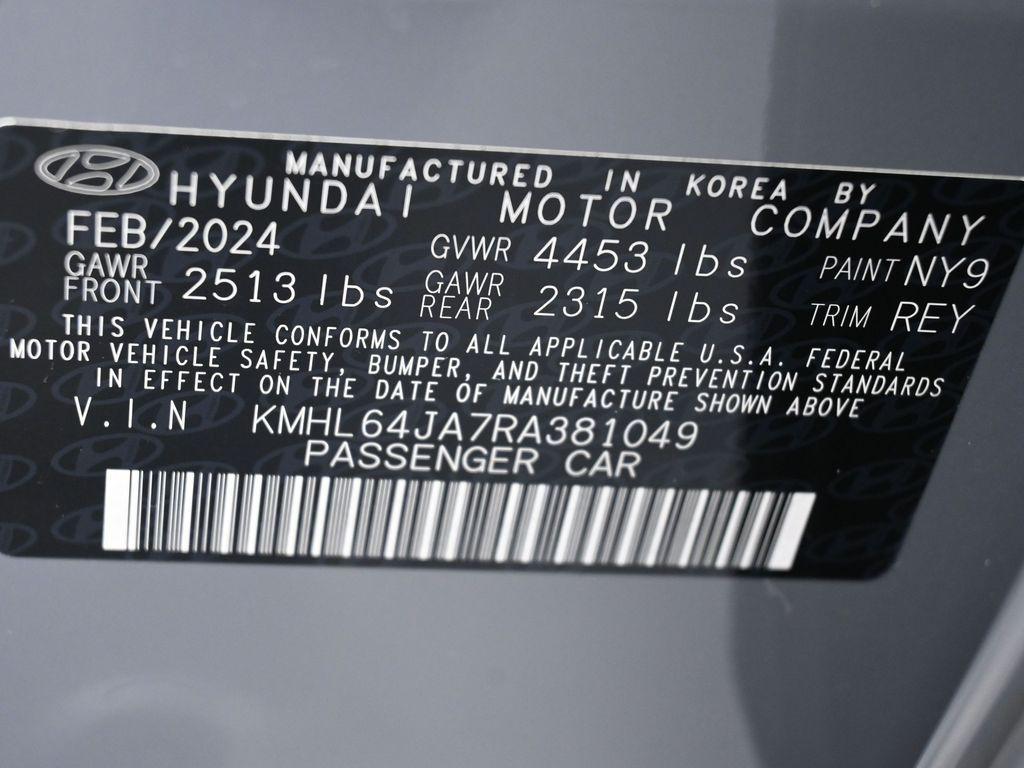 MANUFACTURED IN KOREA BY
HYUNDAI MOTOR COMPANY
FEB/2024 GVWR 4453 lbs PAINT NY9
GAWR FRONT 2513 lbs GAWR REAR 2315 lbs TRIM REY
THIS VEHICLE CONFORMS TO ALL APPLICABLE U.S.A. FEDERAL
MOTOR VEHICLE SAFETY, BUMPER, AND THEFT PREVENTION STANDARDS
IN EFFECT ON THE DATE OF MANUFACTURE SHOWN ABOVE
V.I.N KMHL64JA7RA381049
PASSENGER CAR